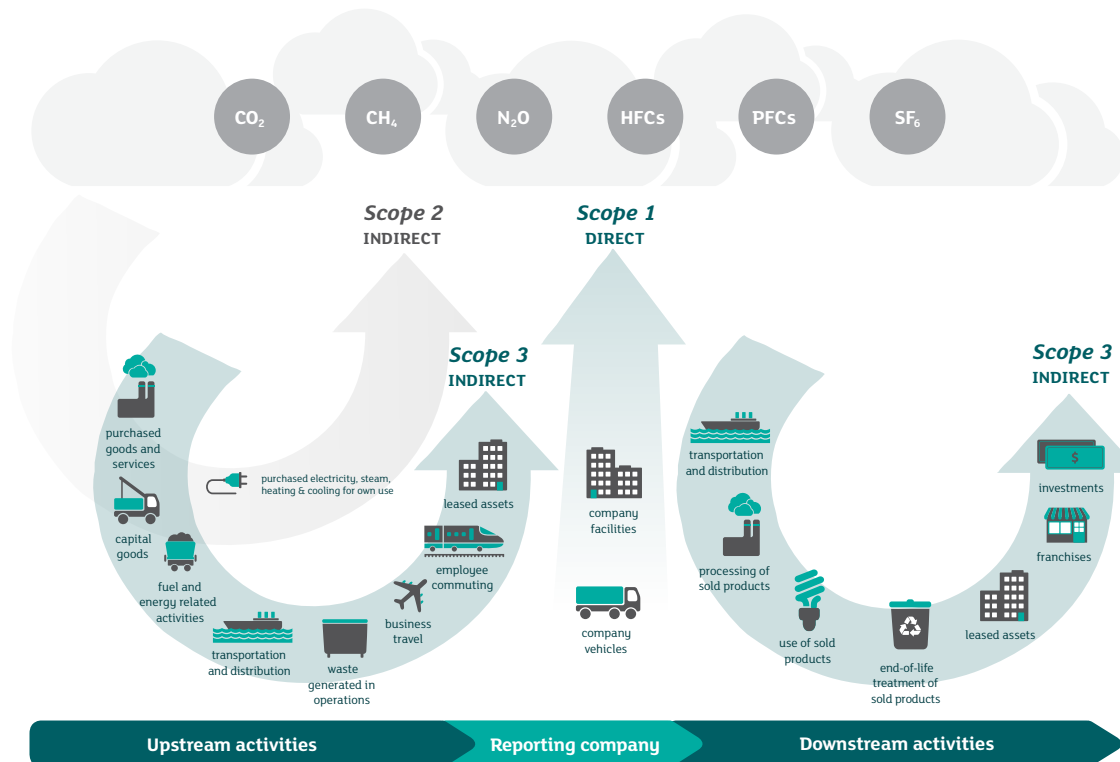 CO₂
CH₄
N₂O
HFCs
PFCs
SF₆
Scope 2
INDIRECT
Scope 1
DIRECT
Scope 3
INDIRECT
Scope 3
INDIRECT
purchased
goods and
services
capital
goods
fuel and
energy related
activities
transportation
and distribution
waste
generated in
operations
business
travel
employee
commuting
leased assets
purchased electricity, steam,
heating & cooling for own use
company
facilities
company
vehicles
transportation
and distribution
processing of
sold products
use of sold
products
end-of-life
treatment of
sold products
leased assets
franchises
$
investments
Upstream activities
Reporting company
Downstream activities